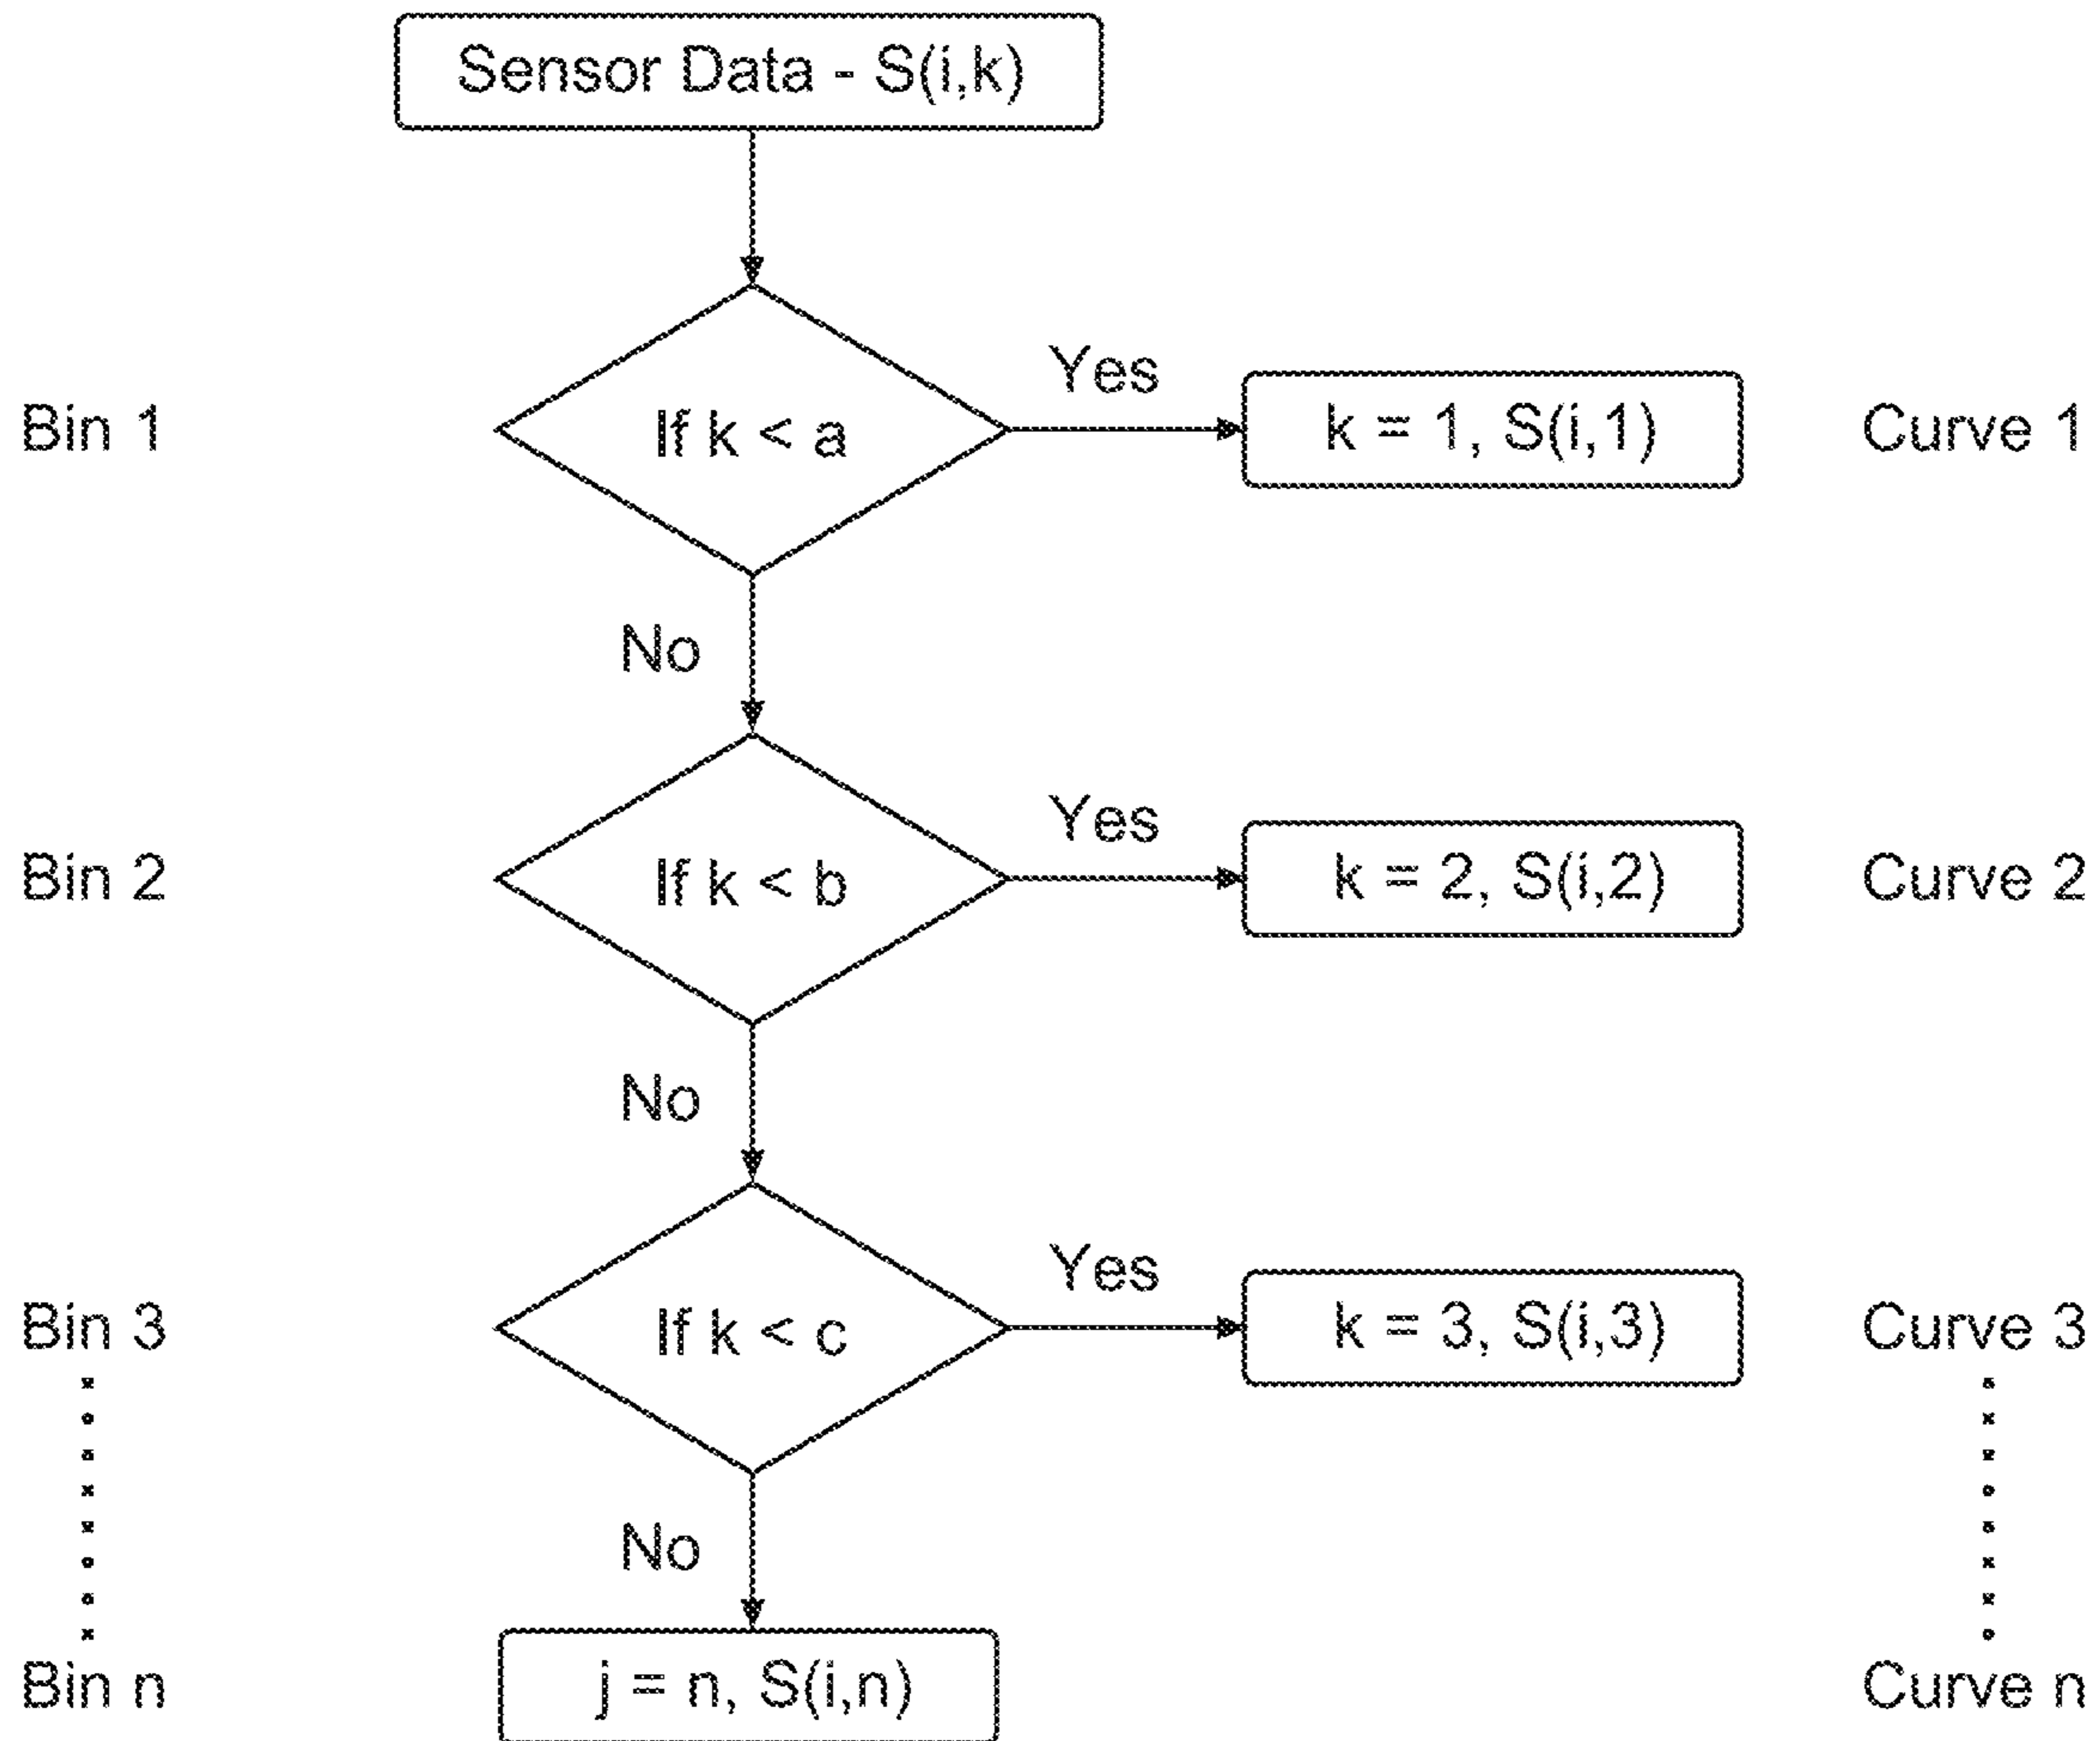 Sensor Data - S(i,k)
Yes
Bin 1
If k < a
k = 1, S(i,1)
Curve 1
No
Yes
Bin 2
If k < b
k = 2, S(i,2)
Curve 2
No
Yes
Bin 3
If k < c
k = 3, S(i,3)
Curve 3
No
Bin n
j = n, S(i,n)
Curve n